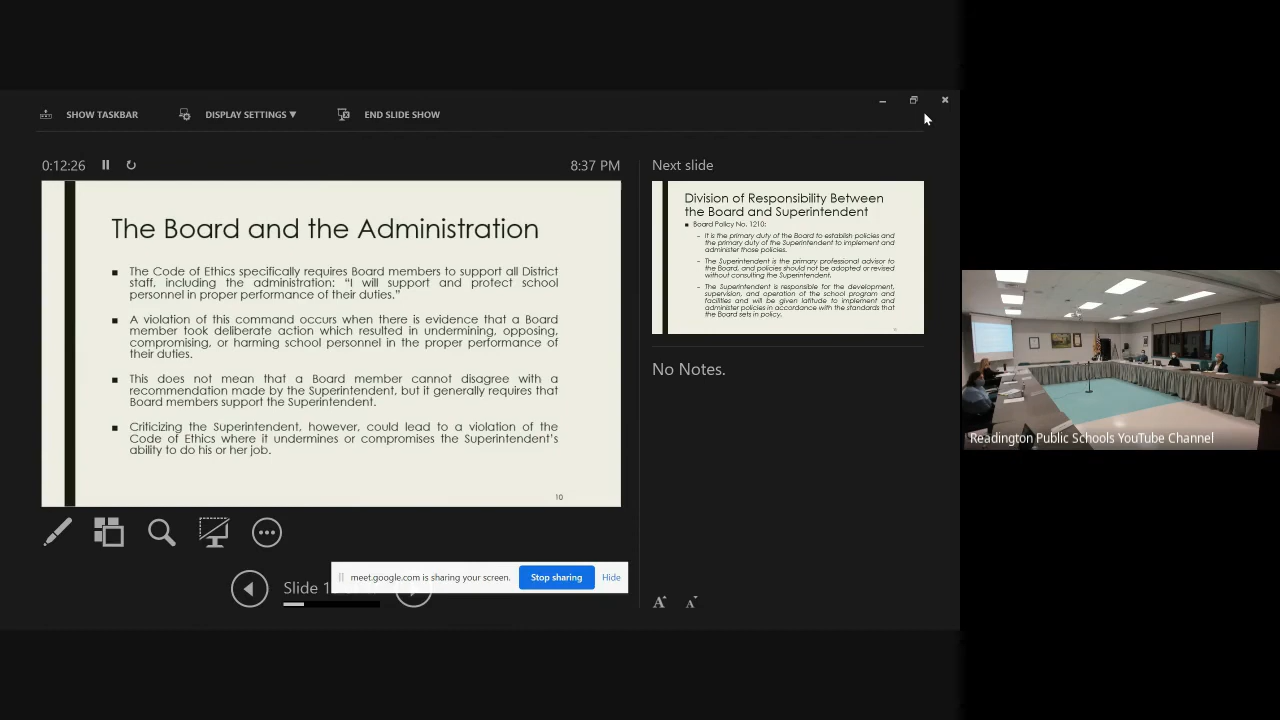 SHOW TASKBAR
DISPLAY SETTINGS ▼
END SLIDE SHOW
0:12:26
8:37 PM
The Board and the Administration
■ The Code of Ethics specifically requires Board members to support all District
staff, including the administration: “I will support and protect school
personnel in proper performance of their duties.”
■ A violation of this command occurs when there is evidence that a Board
member took deliberate action which resulted in undermining, opposing,
compromising, or harming school personnel in the proper performance of
their duties.
■ This does not mean that a Board member cannot disagree with a
recommendation made by the Superintendent, but it generally requires that
Board members support the Superintendent.
■ Criticizing the Superintendent, however, could lead to a violation of the
Code of Ethics where it undermines or compromises the Superintendent’s
ability to do his or her job.
10
Next slide
Division of Responsibility Between
the Board and Superintendent
■ Board Policy No. 1210:
– It is the primary duty of the Board to establish policies and
the primary duty of the Superintendent to implement and
administer those policies.
– The Superintendent is the primary professional advisor to
the Board, and policies should not be adopted or revised
without consulting the Superintendent.
– The Superintendent is responsible for the development,
supervision, and operation of the school program and
facilities and will be given latitude to implement and
administer policies in accordance with the standards that
the Board sets in policy.
No Notes.
Readington Public Schools YouTube Channel
meet.google.com is sharing your screen.
Stop sharing
Hide
Slide 1
A A